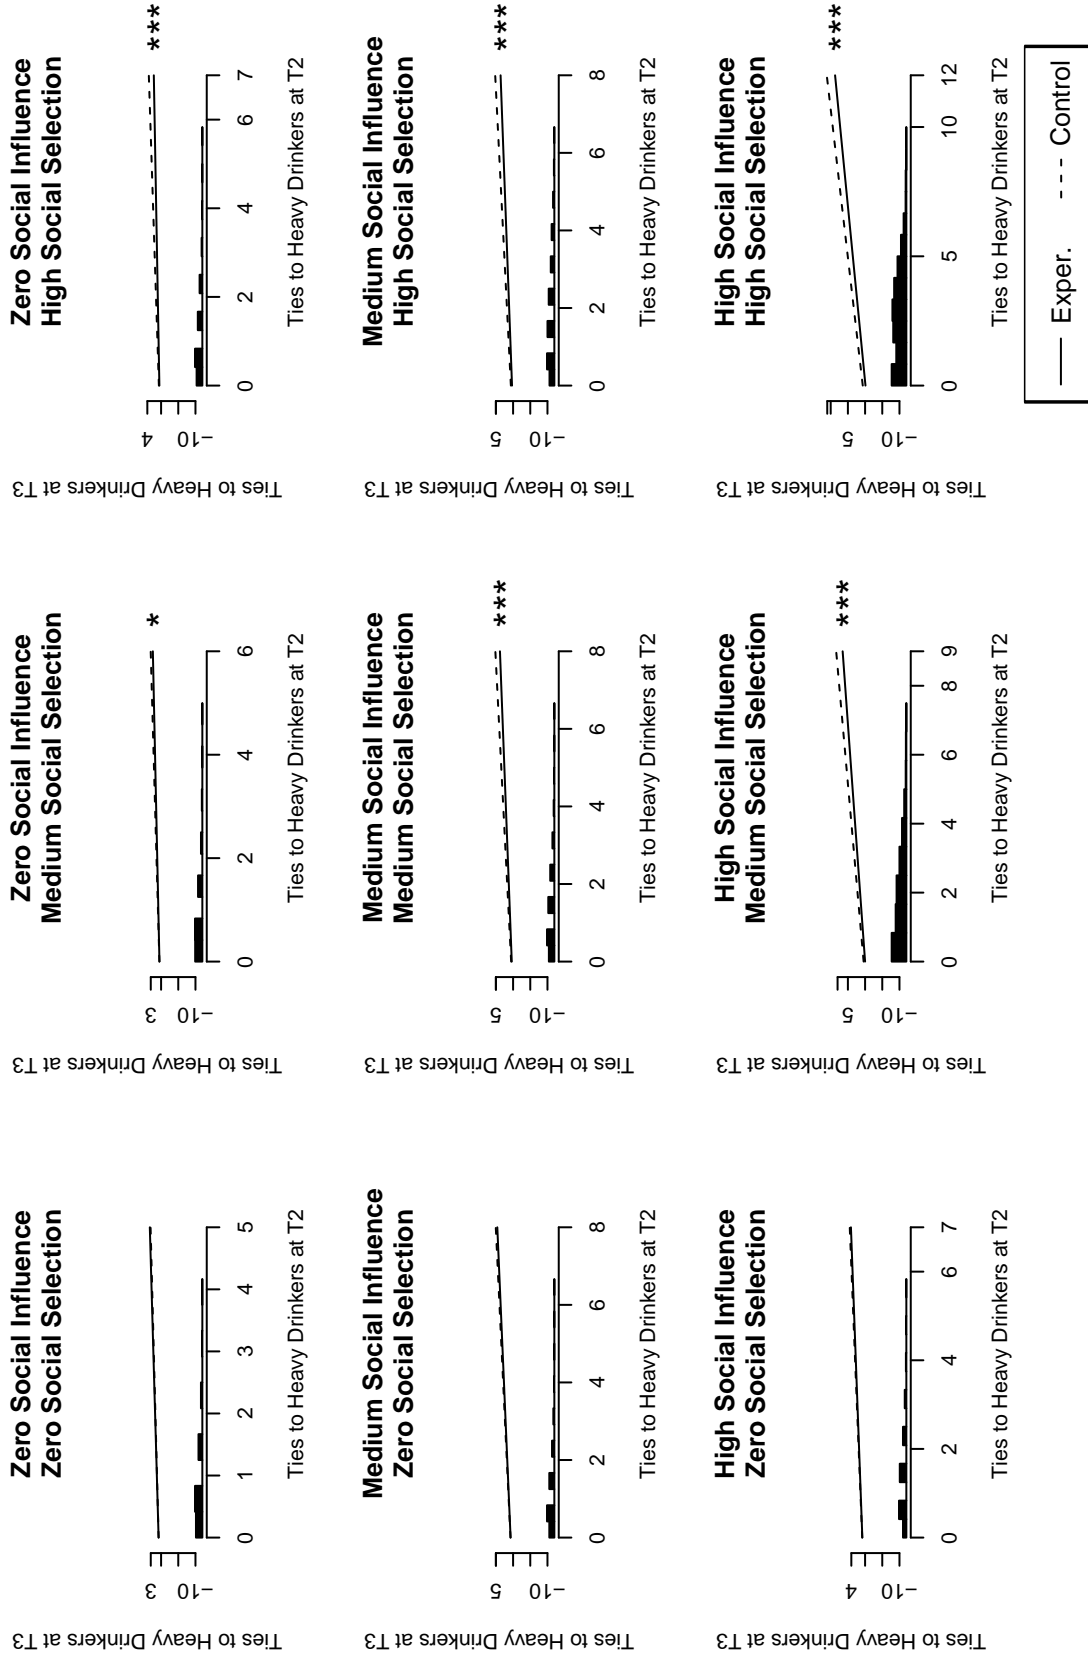 Zero Social Influence
Zero Social Selection
3
−10
Ties to Heavy Drinkers at T3
0 1 2 3 4 5
Ties to Heavy Drinkers at T2
Zero Social Influence
Medium Social Selection
*
3
−10
Ties to Heavy Drinkers at T3
0 2 4 6
Ties to Heavy Drinkers at T2
Zero Social Influence
High Social Selection
***
4
−10
Ties to Heavy Drinkers at T3
0 2 4 6 7
Ties to Heavy Drinkers at T2
Medium Social Influence
Zero Social Selection
5
−10
Ties to Heavy Drinkers at T3
0 2 4 6 8
Ties to Heavy Drinkers at T2
Medium Social Influence
Medium Social Selection
***
5
−10
Ties to Heavy Drinkers at T3
0 2 4 6 8
Ties to Heavy Drinkers at T2
Medium Social Influence
High Social Selection
***
5
−10
Ties to Heavy Drinkers at T3
0 2 4 6 8
Ties to Heavy Drinkers at T2
High Social Influence
Zero Social Selection
4
−10
Ties to Heavy Drinkers at T3
0 2 4 6 7
Ties to Heavy Drinkers at T2
High Social Influence
Medium Social Selection
***
5
−10
Ties to Heavy Drinkers at T3
0 2 4 6 8 9
Ties to Heavy Drinkers at T2
High Social Influence
High Social Selection
***
5
−10
Ties to Heavy Drinkers at T3
0 5 10 12
Ties to Heavy Drinkers at T2
Exper. Control